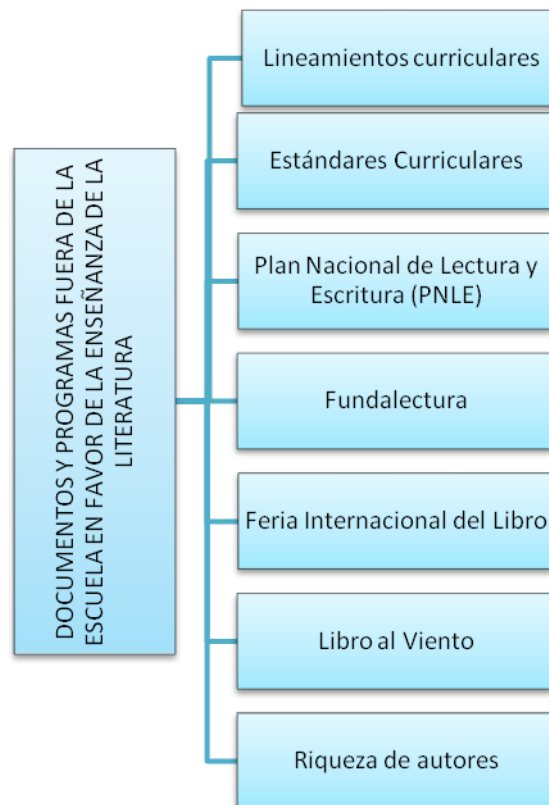 DOCUMENTOS Y PROGRAMAS FUERA DE LA
ESCUELA EN FAVOR DE LA ENSEÑANZA DE LA
LITERATURA
Lineamientos curriculares
Estándares Curriculares
Plan Nacional de Lectura y
Escritura (PNLE)
Fundalectura
Feria Internacional del Libro
Libro al Viento
Riqueza de autores